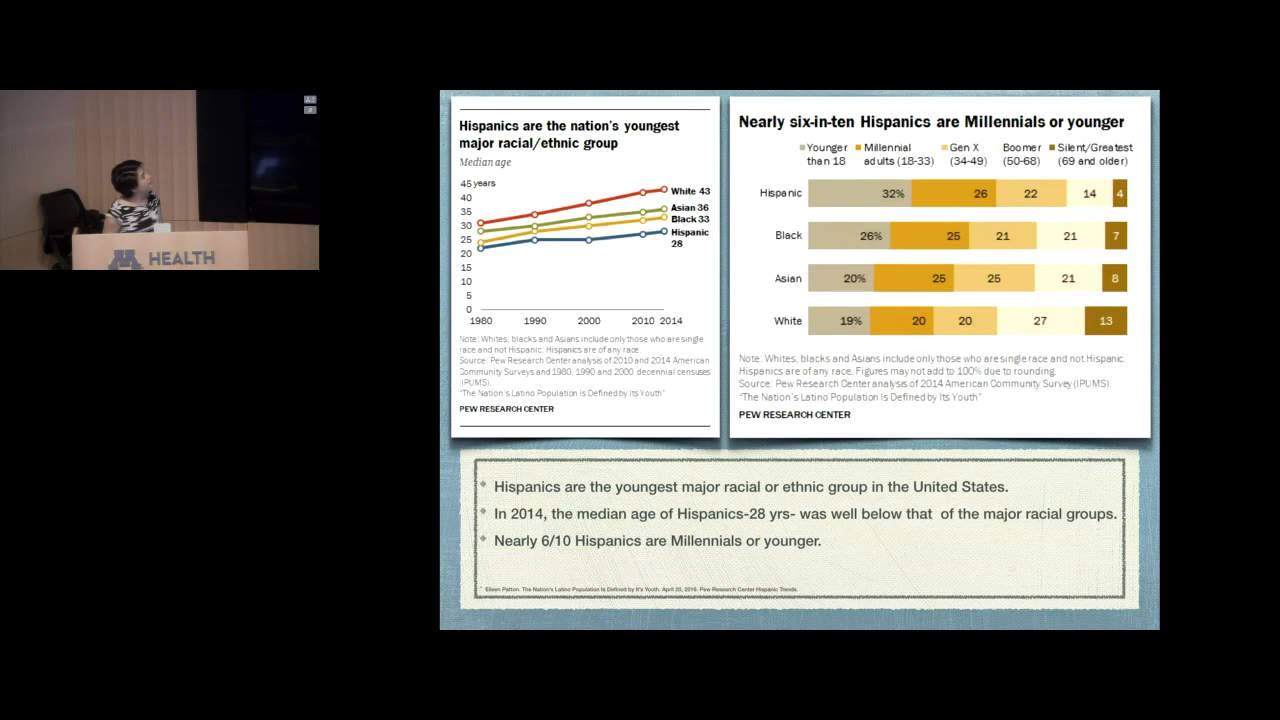 HEALTH
Hispanics are the nation's youngest
major racial/ethnic group
Median age
45 years
40
35
30
25
20
15
10
5
0
White 43
Asian 36
Black 33
Hispanic
28
1980 1990 2000 2010 2014
Note: Whites, blacks and Asians include only those who are single
race and not Hispanic. Hispanics are of any race.
Source: Pew Research Center analysis of 2010 and 2014 American
Community Surveys and 1980, 1990 and 2000 decennial censuses
(IPUMS).
"The Nation's Latino Population Is Defined by Its Youth"
PEW RESEARCH CENTER
Nearly six-in-ten Hispanics are Millennials or younger
Younger Millennial Gen X Boomer Silent/Greatest
than 18 adults (18-33) (34-49) (50-68) (69 and older)
Hispanic 32% 26 22 14 4
Black 26% 25 21 21 7
Asian 20% 25 25 21 8
White 19% 20 20 27 13
Note: Whites, blacks and Asians include only those who are single race and not Hispanic.
Hispanics are of any race. Figures may not add to 100% due to rounding.
Source: Pew Research Center analysis of 2014 American Community Survey (IPUMS).
"The Nation's Latino Population Is Defined by Its Youth"
PEW RESEARCH CENTER
Hispanics are the youngest major racial or ethnic group in the United States.
In 2014, the median age of Hispanics-28 yrs- was well below that of the major racial groups.
Nearly 6/10 Hispanics are Millennials or younger.
Eileen Patton. The Nation's Latino Population Is Defined by It's Youth. April 20, 2016. Pew Research Center Hispanic Trends.